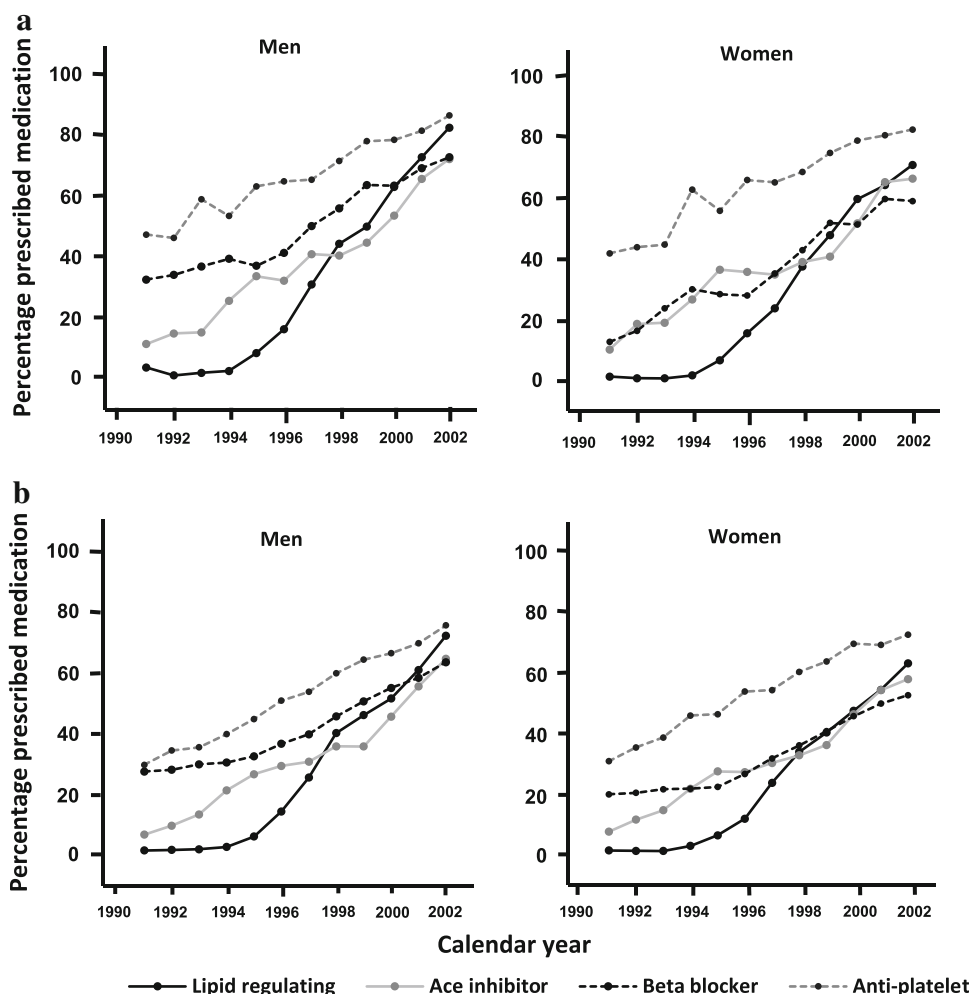 a
Men
Women
Percentage prescribed medication
100
80
60
40
20
0
1990 1992 1994 1996 1998 2000 2002
100
80
60
40
20
0
1990 1992 1994 1996 1998 2000 2002
b
Men
Women
Percentage prescribed medication
100
80
60
40
20
0
1990 1992 1994 1996 1998 2000 2002
100
80
60
40
20
0
1990 1992 1994 1996 1998 2000 2002
Calendar year
Lipid regulating Ace inhibitor Beta blocker Anti-platelet